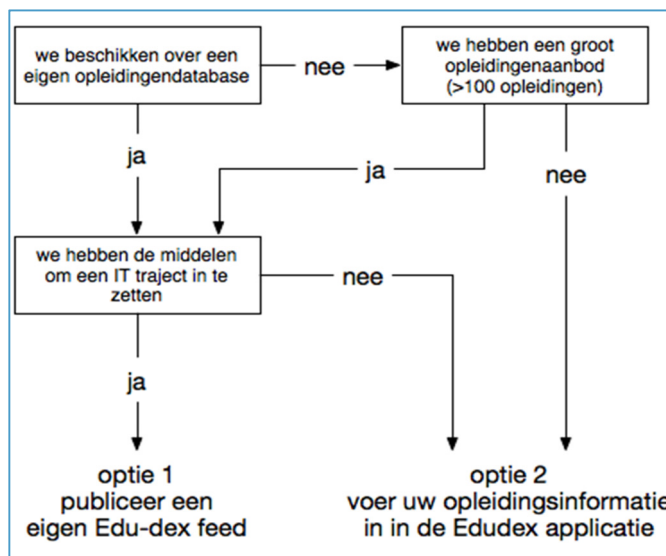 we beschikken over een
eigen opleidingendatabase
nee
we hebben een groot
opleidingenaanbod
(>100 opleidingen)
ja
ja
nee
we hebben de middelen
om een IT traject in te
zetten
nee
ja
optie 1
publiceer een
eigen Edu-dex feed
optie 2
voer uw opleidingsinformatie
in in de Edudex applicatie